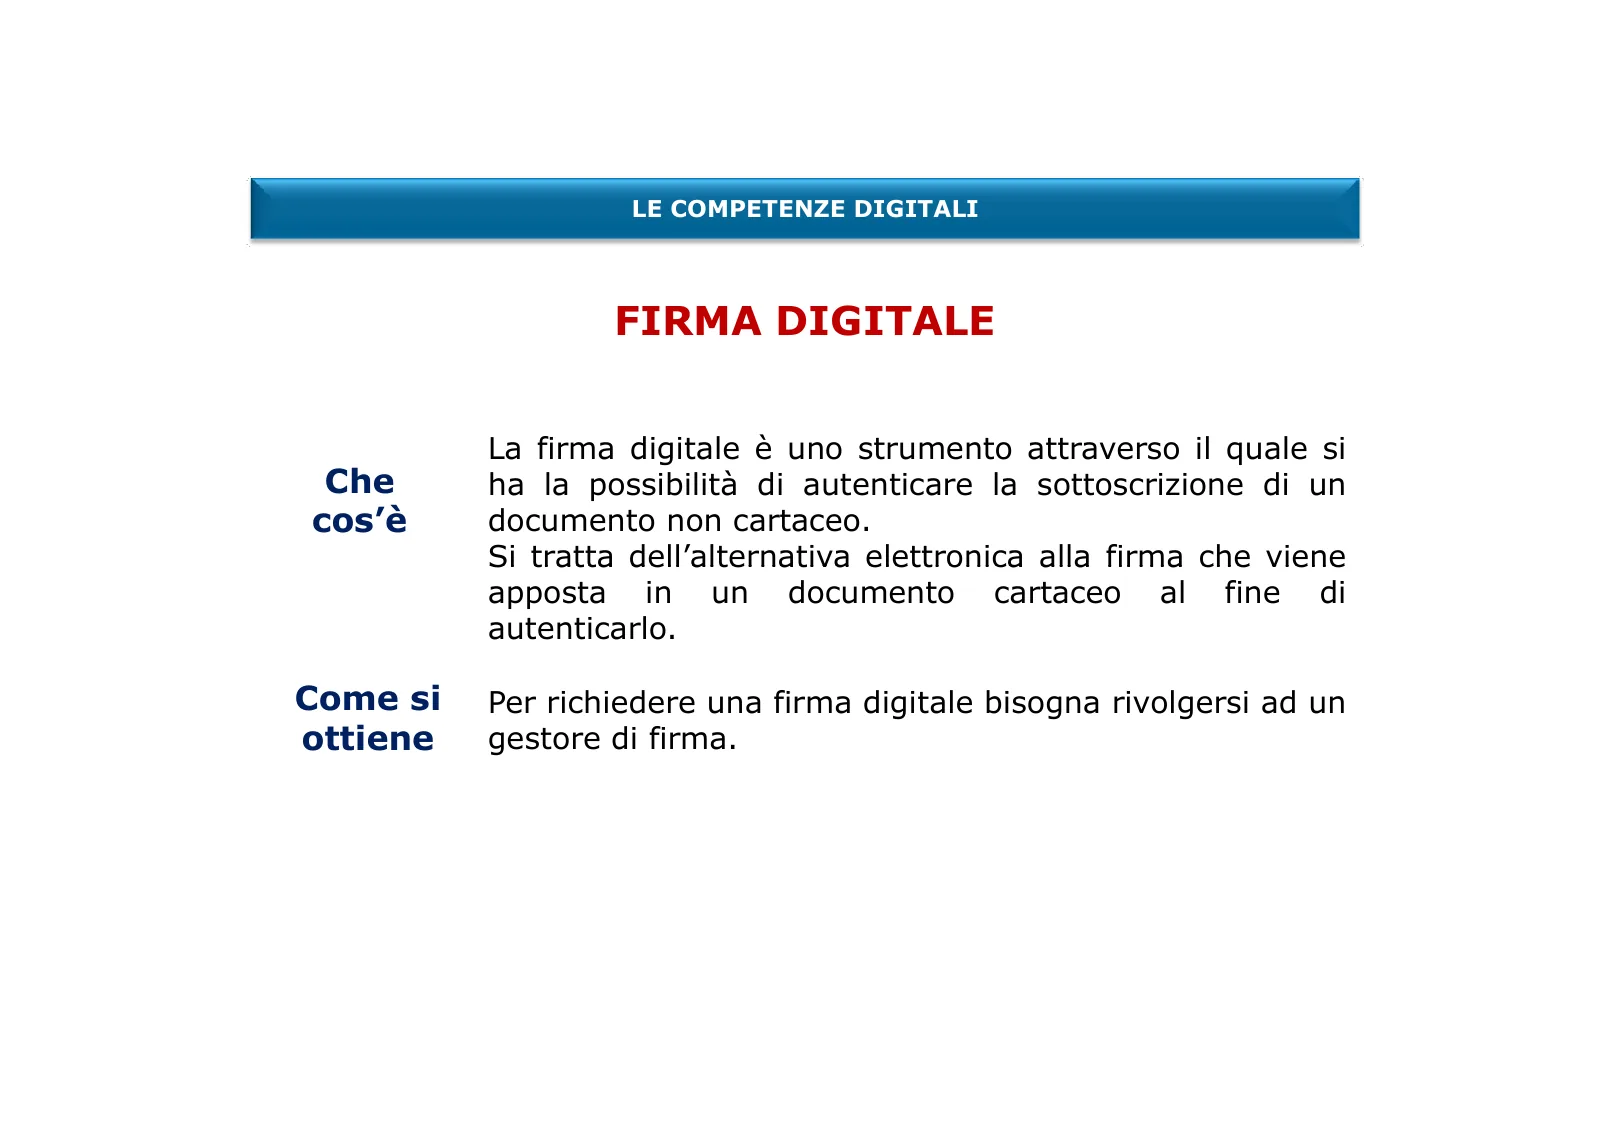 LE COMPETENZE DIGITALI
FIRMA DIGITALE
Che
cos’è
La firma digitale è uno strumento attraverso il quale si
ha la possibilità di autenticare la sottoscrizione di un
documento non cartaceo.
Si tratta dell’alternativa elettronica alla firma che viene
apposta in un documento cartaceo al fine di
autenticarlo.
Come si
ottiene
Per richiedere una firma digitale bisogna rivolgersi ad un
gestore di firma.